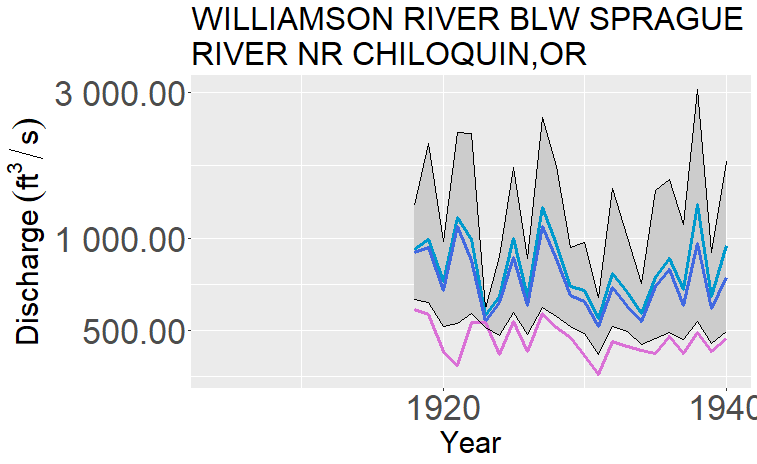 WILLIAMSON RIVER BLW SPRAGUE
RIVER NR CHILOQUIN,OR
Discharge (ft³/s)
3 000.00
1 000.00
500.00
1920
1940
Year